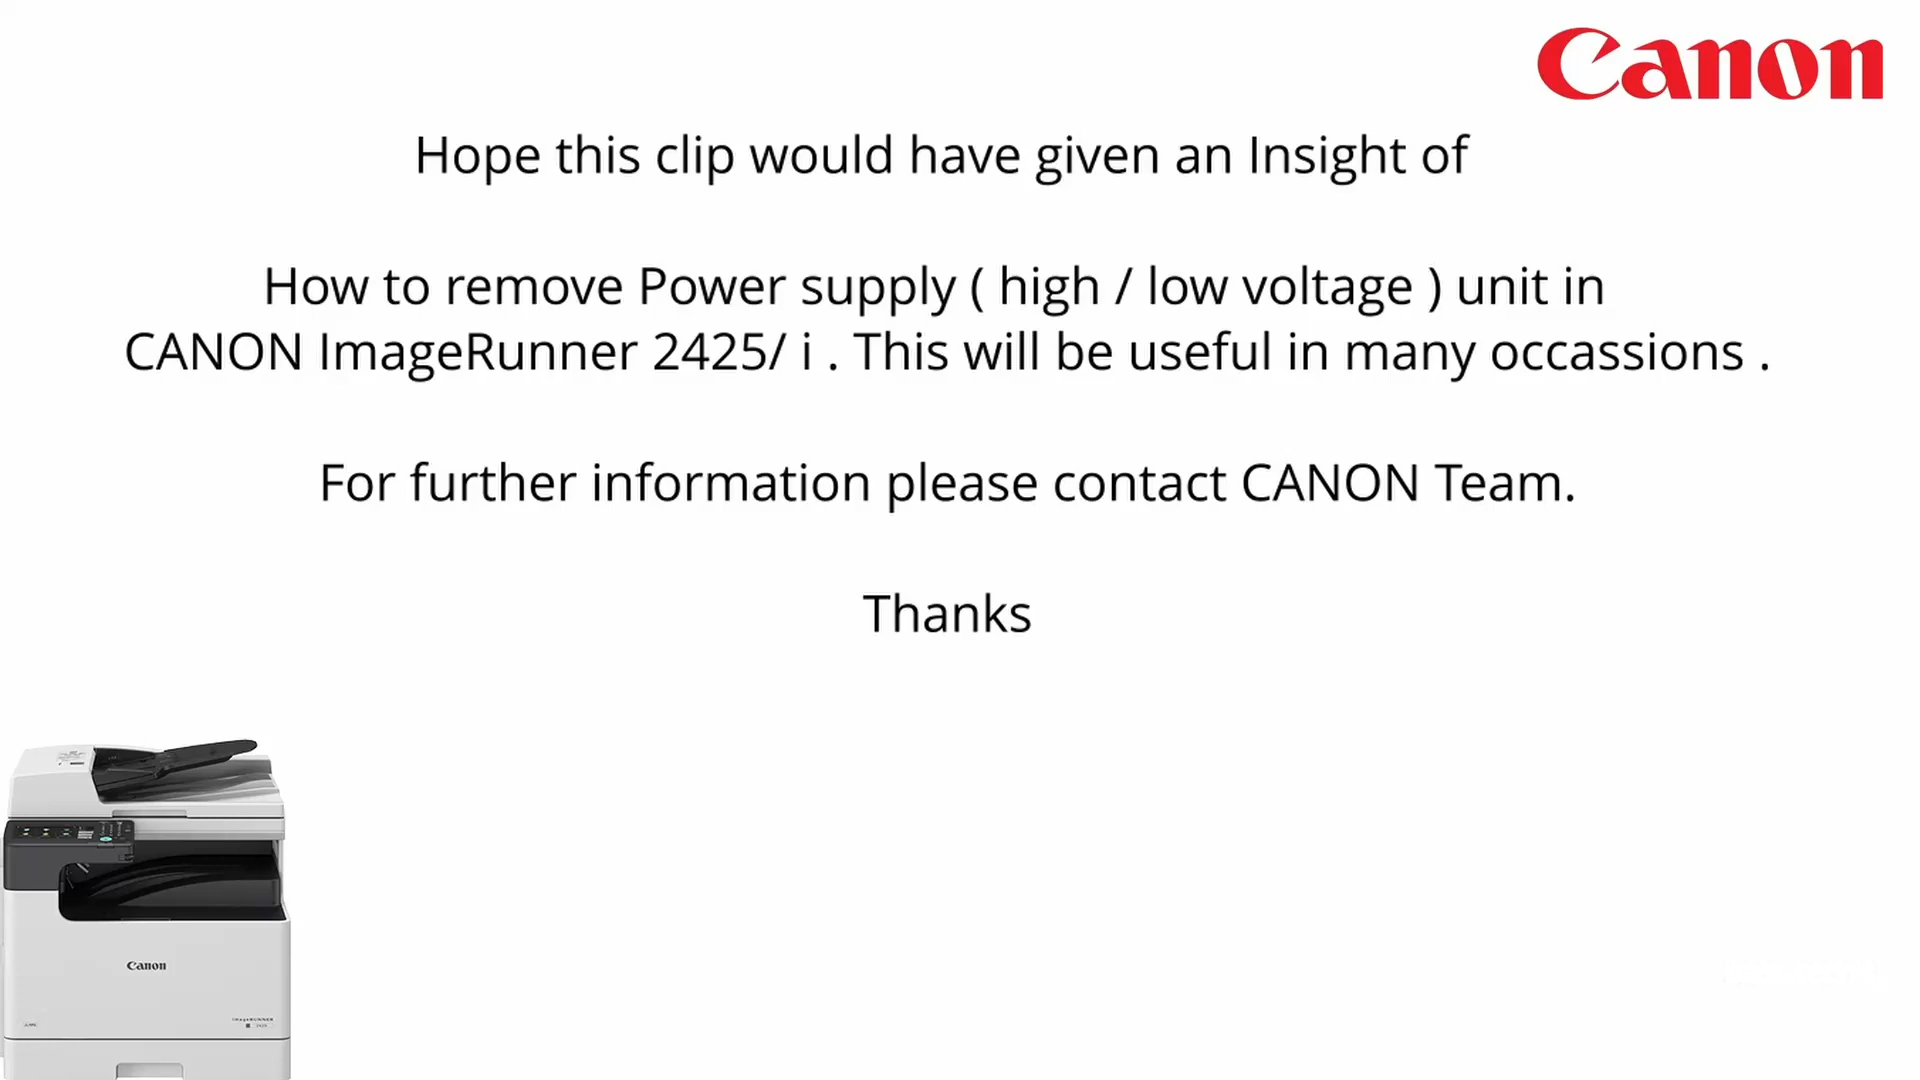 Canon
Hope this clip would have given an Insight of
How to remove Power supply ( high / low voltage ) unit in
CANON ImageRunner 2425/ i . This will be useful in many occassions .
For further information please contact CANON Team.
Thanks
Canon
imageRUNNER
2425